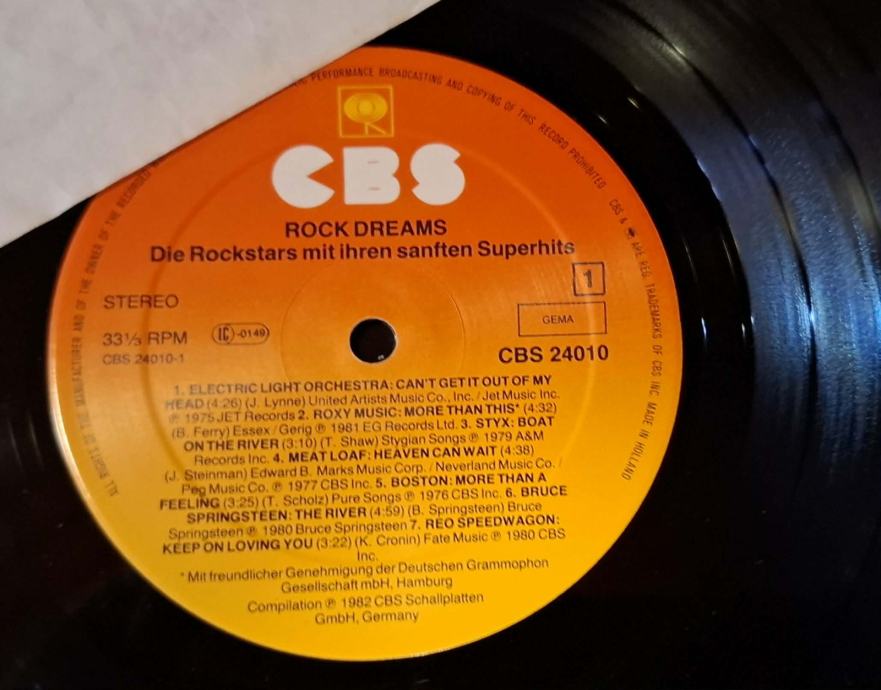 PERFORMANCE BROADCASTING AND COPYING OF THIS RECORD PROHIBITED CBS & ARE REG. TRADEMARKS OF CBS INC. MADE IN HOLLAND
ALL RIGHTS OF THE MANUFACTURER AND OF THE OWNER OF THE RECORDED
CBS
ROCK DREAMS
Die Rockstars mit ihren sanften Superhits
1
STEREO
GEMA
33⅓ RPM
LC-0149
CBS 24010-1
CBS 24010
1. ELECTRIC LIGHT ORCHESTRA: CAN'T GET IT OUT OF MY
HEAD (4:26) (J. Lynne) United Artists Music Co., Inc. / Jet Music Inc.
℗ 1975 JET Records 2. ROXY MUSIC: MORE THAN THIS* (4:32)
(B. Ferry) Essex / Gerig ℗ 1981 EG Records Ltd. 3. STYX: BOAT
ON THE RIVER (3:10) (T. Shaw) Stygian Songs ℗ 1979 A&M
Records Inc. 4. MEAT LOAF: HEAVEN CAN WAIT (4:38)
(J. Steinman) Edward B. Marks Music Corp. / Neverland Music Co. /
Peg Music Co. ℗ 1977 CBS Inc. 5. BOSTON: MORE THAN A
FEELING (3:25) (T. Scholz) Pure Songs ℗ 1976 CBS Inc. 6. BRUCE
SPRINGSTEEN: THE RIVER (4:59) (B. Springsteen) Bruce
Springsteen ℗ 1980 Bruce Springsteen 7. REO SPEEDWAGON:
KEEP ON LOVING YOU (3:22) (K. Cronin) Fate Music ℗ 1980 CBS
Inc.
* Mit freundlicher Genehmigung der Deutschen Grammophon
Gesellschaft mbH, Hamburg
Compilation ℗ 1982 CBS Schallplatten
GmbH, Germany